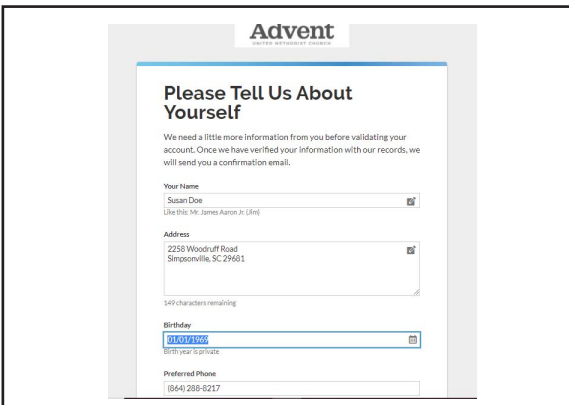 Advent
UNITED METHODIST CHURCH
Please Tell Us About
Yourself
We need a little more information from you before validating your
account. Once we have verified your information with our records, we
will send you a confirmation email.
Your Name
Susan Doe
Like this: Mr. James Aaron Jr. (Jim)
Address
2258 Woodruff Road
Simpsonville, SC 29681
149 characters remaining
Birthday
01/01/1969
Birth year is private
Preferred Phone
(864) 288-8217